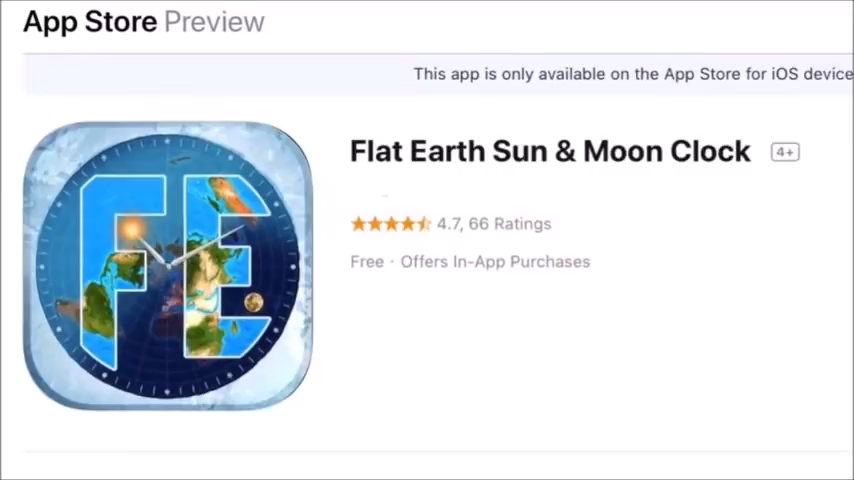 App Store Preview
This app is only available on the App Store for iOS device
FE
Flat Earth Sun & Moon Clock 4+
4.7, 66 Ratings
Free · Offers In-App Purchases